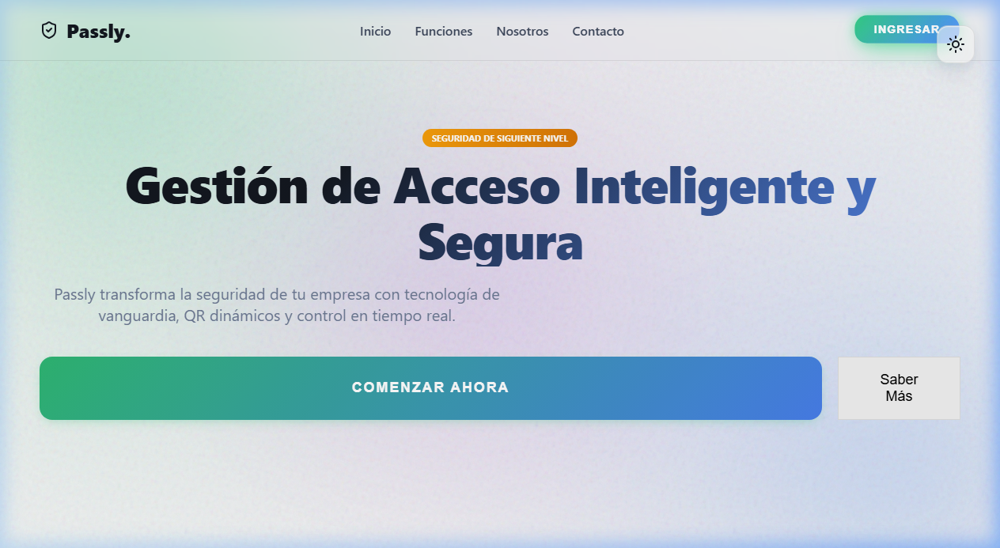 Passly.
Inicio
Funciones
Nosotros
Contacto
INGRESAR
SEGURIDAD DE SIGUIENTE NIVEL
Gestión de Acceso Inteligente y
Segura
Passly transforma la seguridad de tu empresa con tecnología de
vanguardia, QR dinámicos y control en tiempo real.
COMENZAR AHORA
Saber
Más